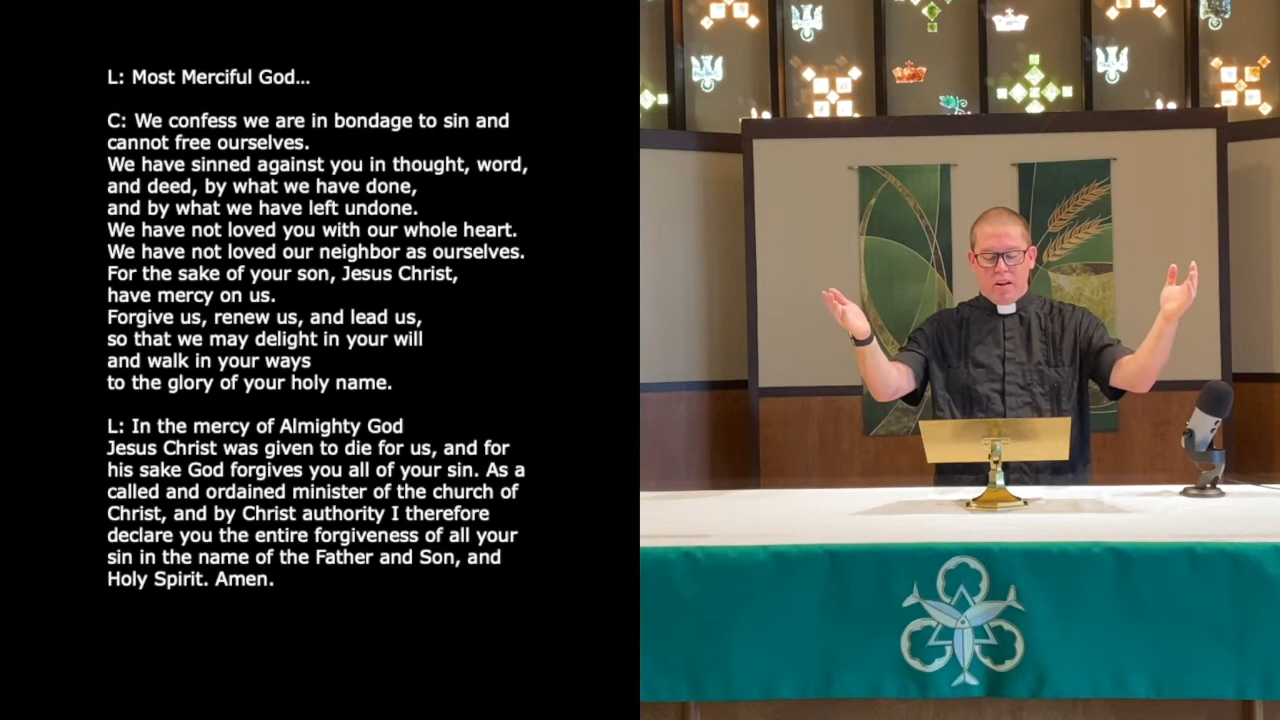 L: Most Merciful God...
C: We confess we are in bondage to sin and
cannot free ourselves.
We have sinned against you in thought, word,
and deed, by what we have done,
and by what we have left undone.
We have not loved you with our whole heart.
We have not loved our neighbor as ourselves.
For the sake of your son, Jesus Christ,
have mercy on us.
Forgive us, renew us, and lead us,
so that we may delight in your will
and walk in your ways
to the glory of your holy name.
L: In the mercy of Almighty God
Jesus Christ was given to die for us, and for
his sake God forgives you all of your sin. As a
called and ordained minister of the church of
Christ, and by Christ authority I therefore
declare you the entire forgiveness of all your
sin in the name of the Father and Son, and
Holy Spirit. Amen.